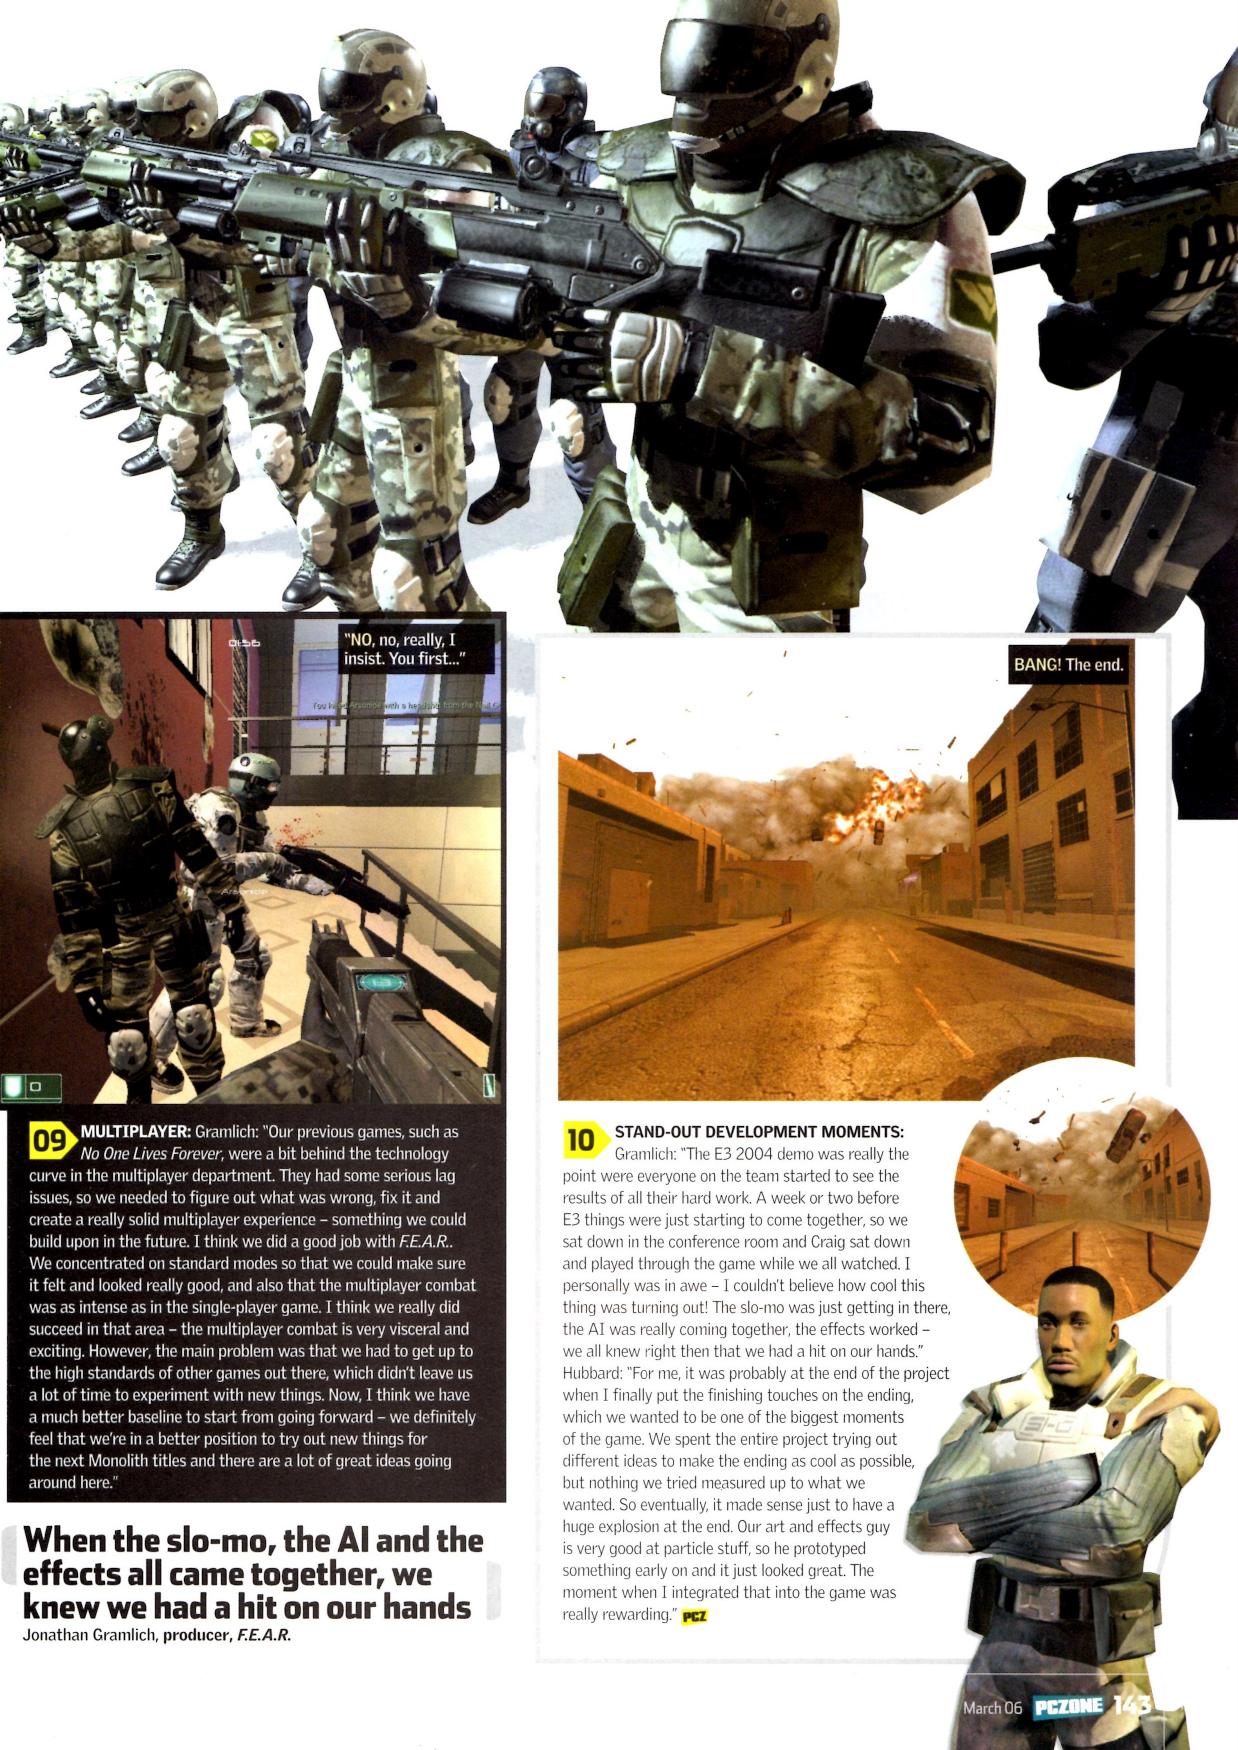 "NO, no, really, I
insist. You first..."
01:56
Arsonide
BANG! The end.
09 MULTIPLAYER: Gramlich: "Our previous games, such as
No One Lives Forever, were a bit behind the technology
curve in the multiplayer department. They had some serious lag
issues, so we needed to figure out what was wrong, fix it and
create a really solid multiplayer experience – something we could
build upon in the future. I think we did a good job with F.E.A.R..
We concentrated on standard modes so that we could make sure
it felt and looked really good, and also that the multiplayer combat
was as intense as in the single-player game. I think we really did
succeed in that area – the multiplayer combat is very visceral and
exciting. However, the main problem was that we had to get up to
the high standards of other games out there, which didn't leave us
a lot of time to experiment with new things. Now, I think we have
a much better baseline to start from going forward – we definitely
feel that we're in a better position to try out new things for
the next Monolith titles and there are a lot of great ideas going
around here."
When the slo-mo, the AI and the
effects all came together, we
knew we had a hit on our hands
Jonathan Gramlich, producer, F.E.A.R.
10 STAND-OUT DEVELOPMENT MOMENTS:
Gramlich: "The E3 2004 demo was really the
point were everyone on the team started to see the
results of all their hard work. A week or two before
E3 things were just starting to come together, so we
sat down in the conference room and Craig sat down
and played through the game while we all watched. I
personally was in awe – I couldn't believe how cool this
thing was turning out! The slo-mo was just getting in there,
the AI was really coming together, the effects worked –
we all knew right then that we had a hit on our hands."
Hubbard: "For me, it was probably at the end of the project
when I finally put the finishing touches on the ending,
which we wanted to be one of the biggest moments
of the game. We spent the entire project trying out
different ideas to make the ending as cool as possible,
but nothing we tried measured up to what we
wanted. So eventually, it made sense just to have a
huge explosion at the end. Our art and effects guy
is very good at particle stuff, so he prototyped
something early on and it just looked great. The
moment when I integrated that into the game was
really rewarding." PCZ
March 06 PCZONE 143